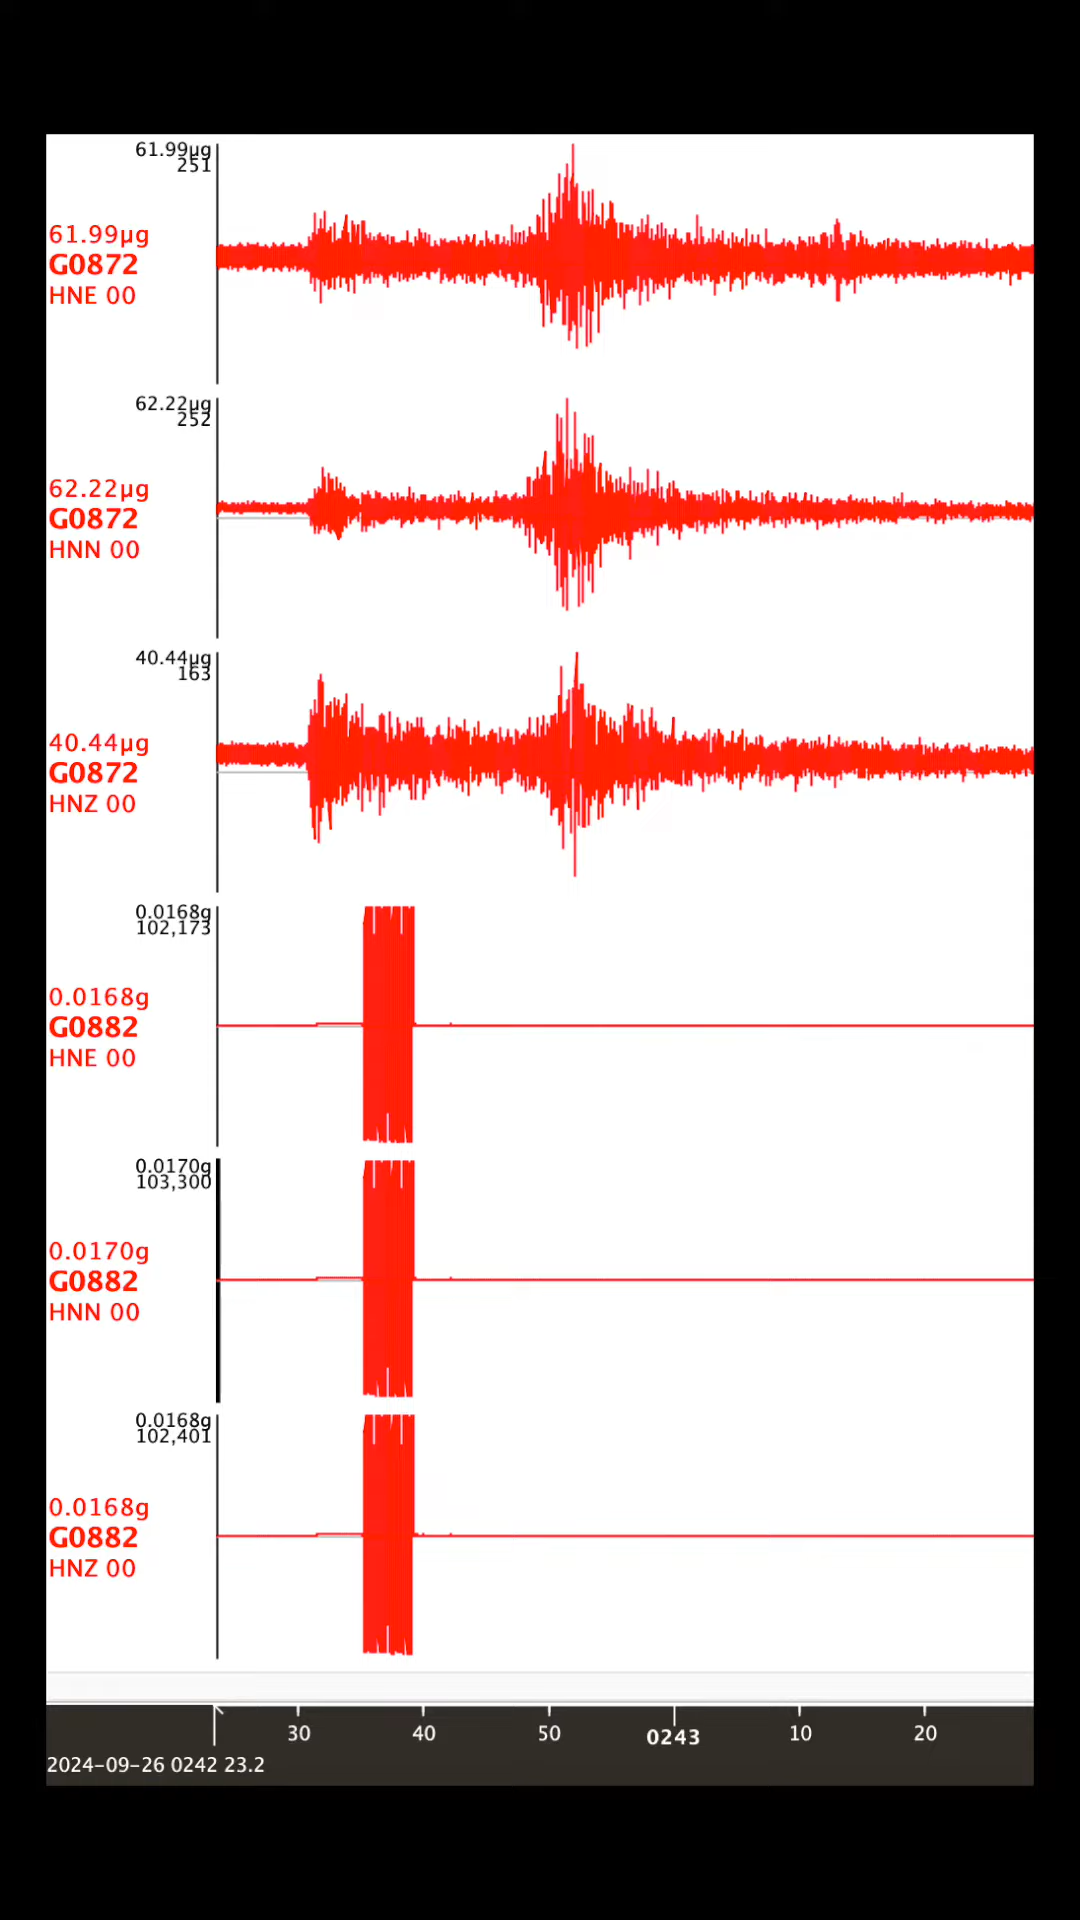 61.99µg
251
61.99µg
G0872
HNE 00
62.22µg
252
62.22µg
G0872
HNN 00
40.44µg
163
40.44µg
G0872
HNZ 00
0.0168g
102,173
0.0168g
G0882
HNE 00
0.0170g
103,300
0.0170g
G0882
HNN 00
0.0168g
102,401
0.0168g
G0882
HNZ 00
30 40 50 0243 10 20
2024-09-26 0242 23.2